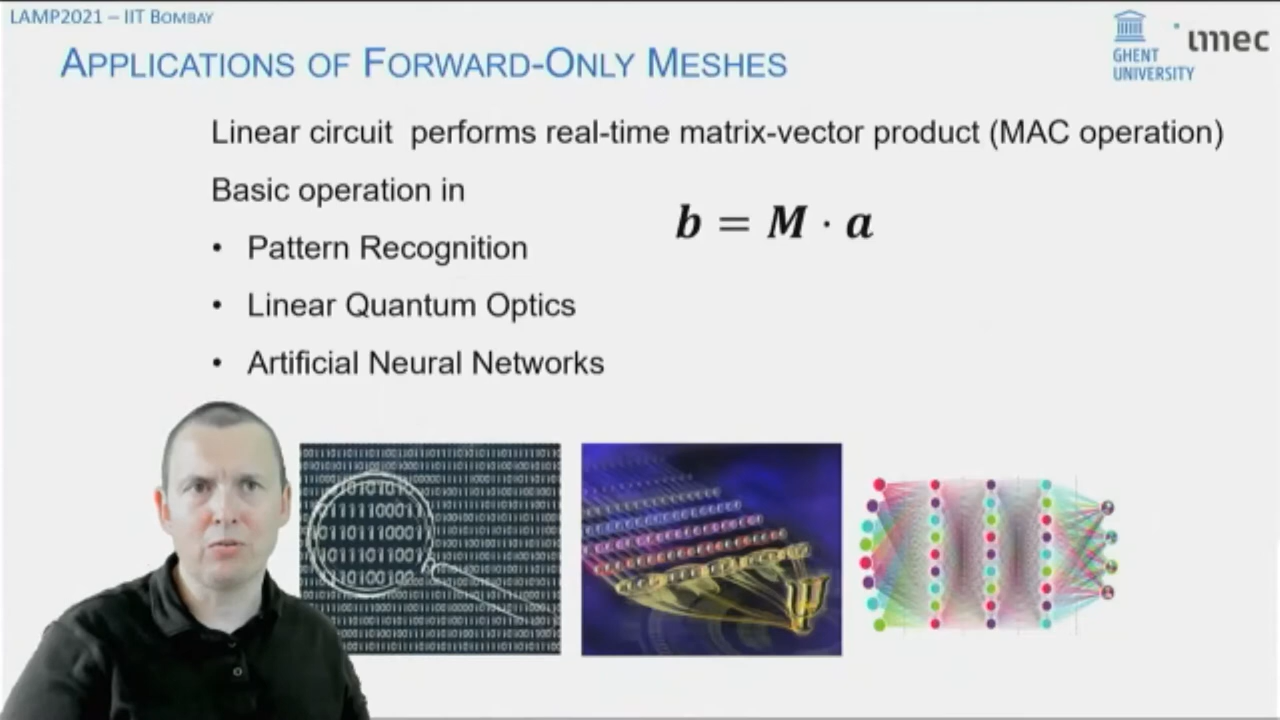 LAMP2021 – IIT BOMBAY
APPLICATIONS OF FORWARD-ONLY MESHES
GHENT
UNIVERSITY
imec
Linear circuit performs real-time matrix-vector product (MAC operation)
Basic operation in
b = M · a
• Pattern Recognition
• Linear Quantum Optics
• Artificial Neural Networks